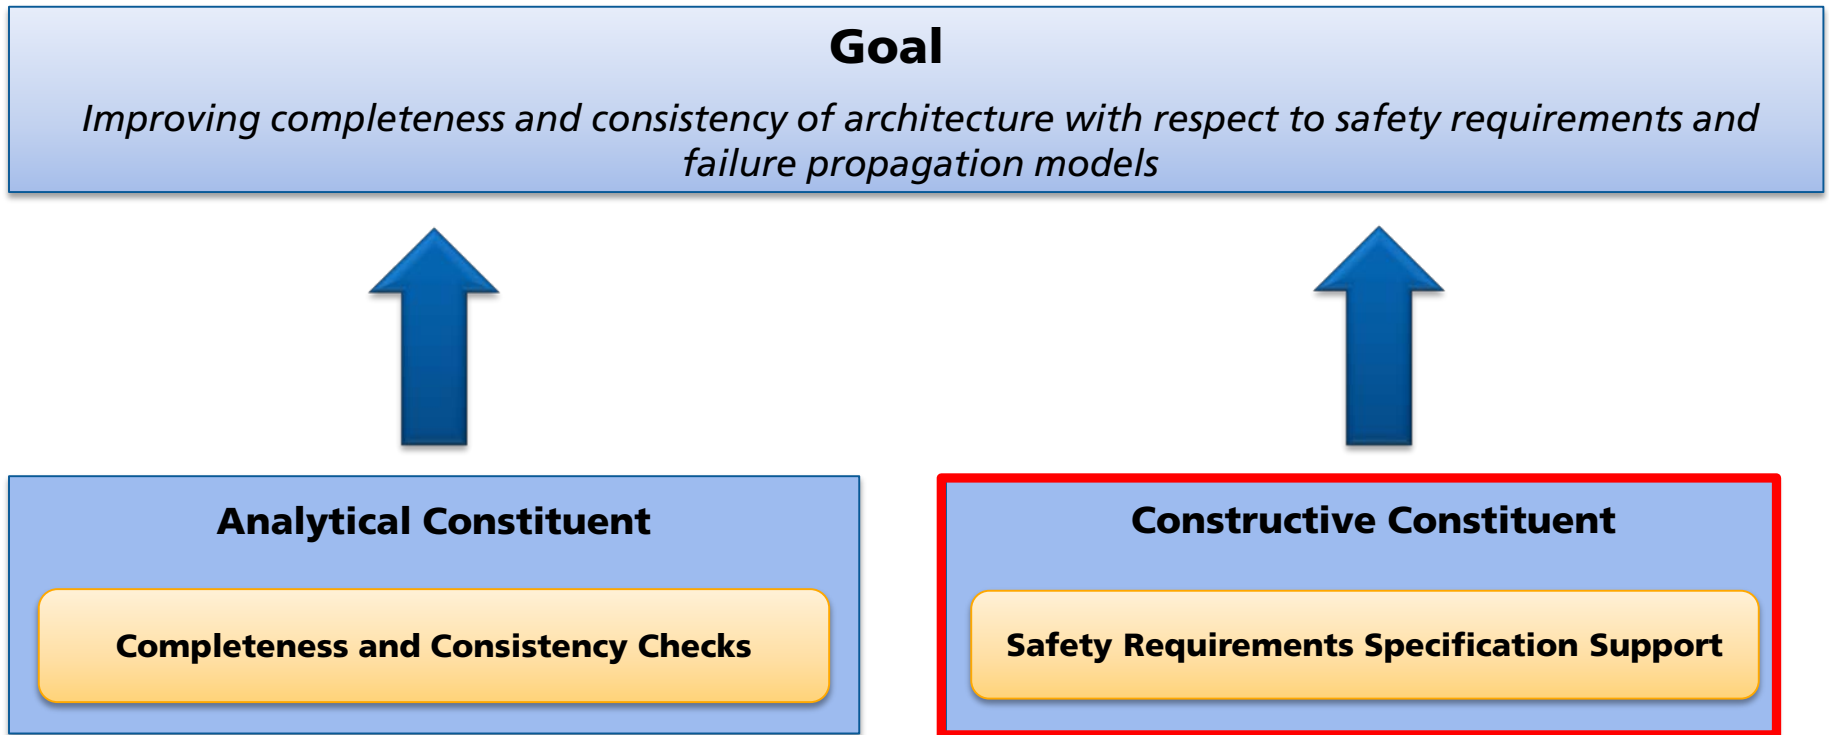 Goal
Improving completeness and consistency of architecture with respect to safety requirements and
failure propagation models
Analytical Constituent
Completeness and Consistency Checks
Constructive Constituent
Safety Requirements Specification Support